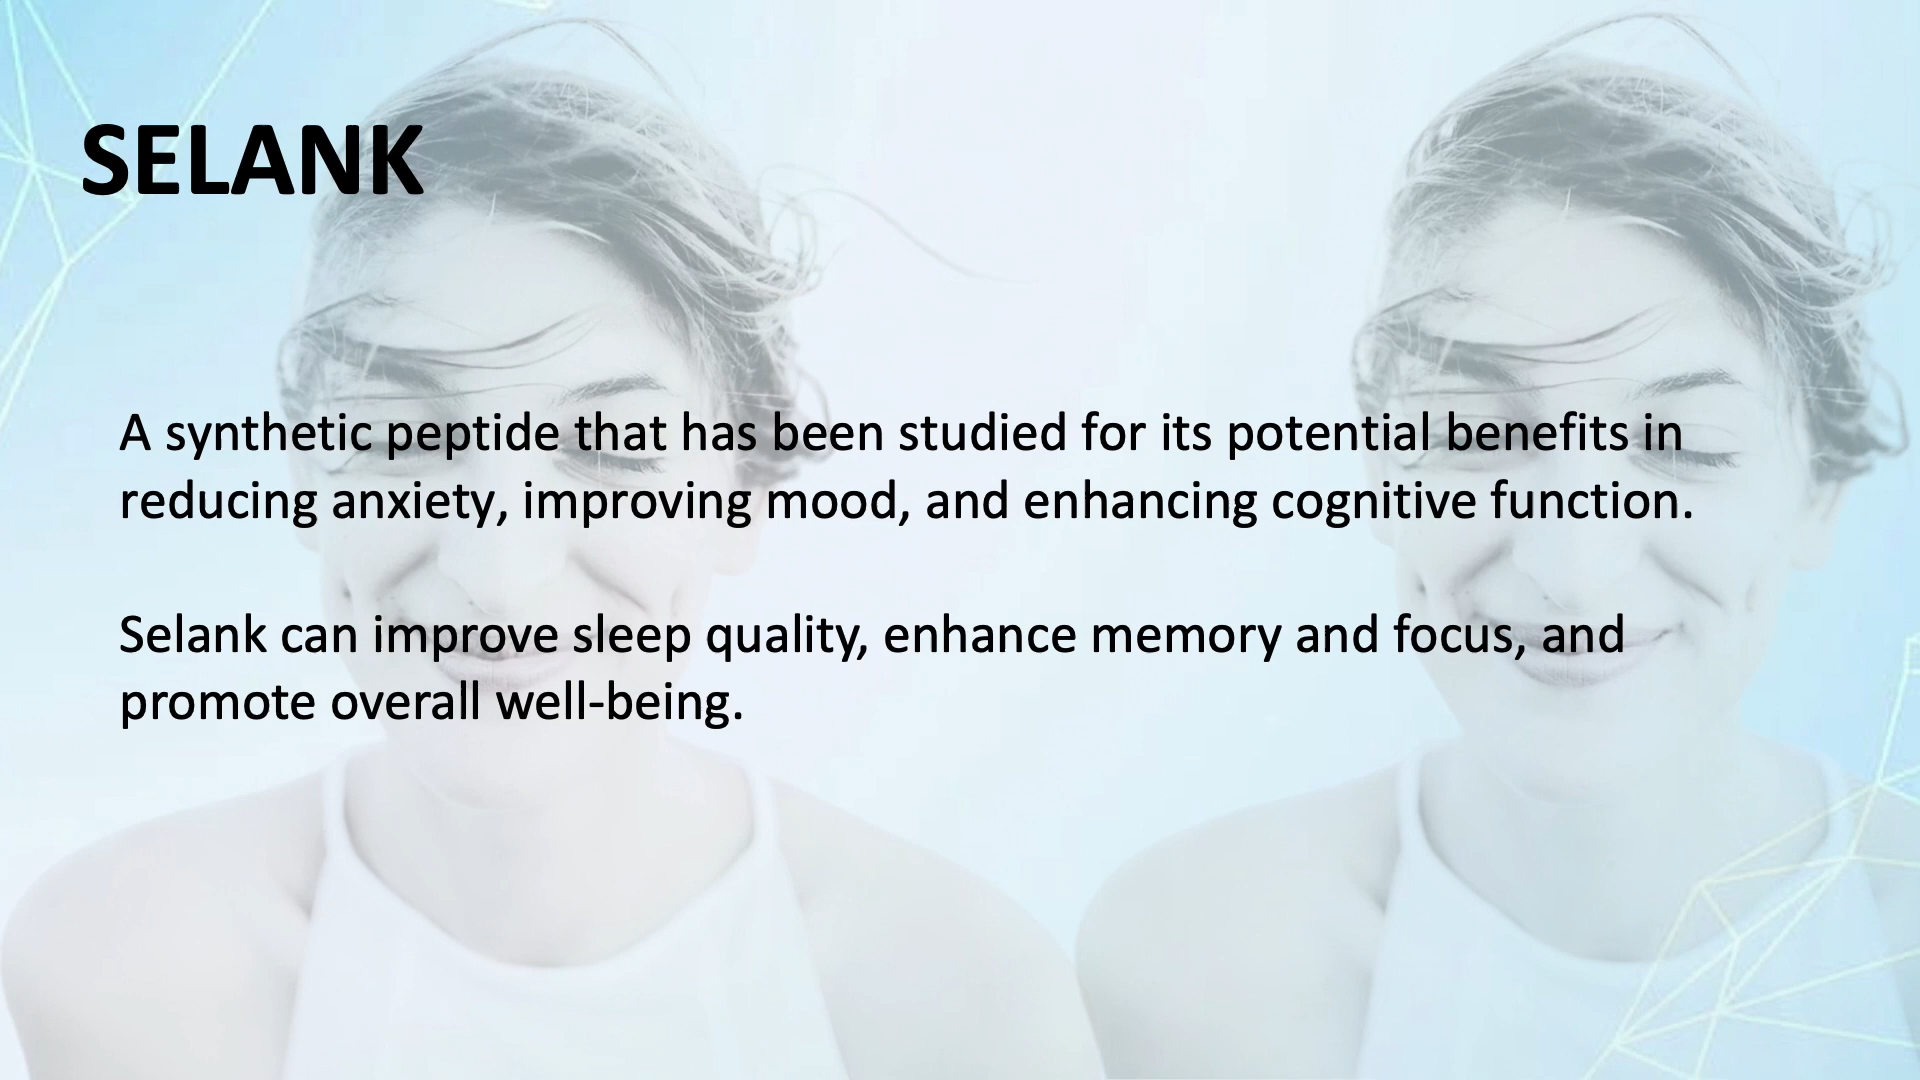 SELANK
A synthetic peptide that has been studied for its potential benefits in
reducing anxiety, improving mood, and enhancing cognitive function.
Selank can improve sleep quality, enhance memory and focus, and
promote overall well-being.